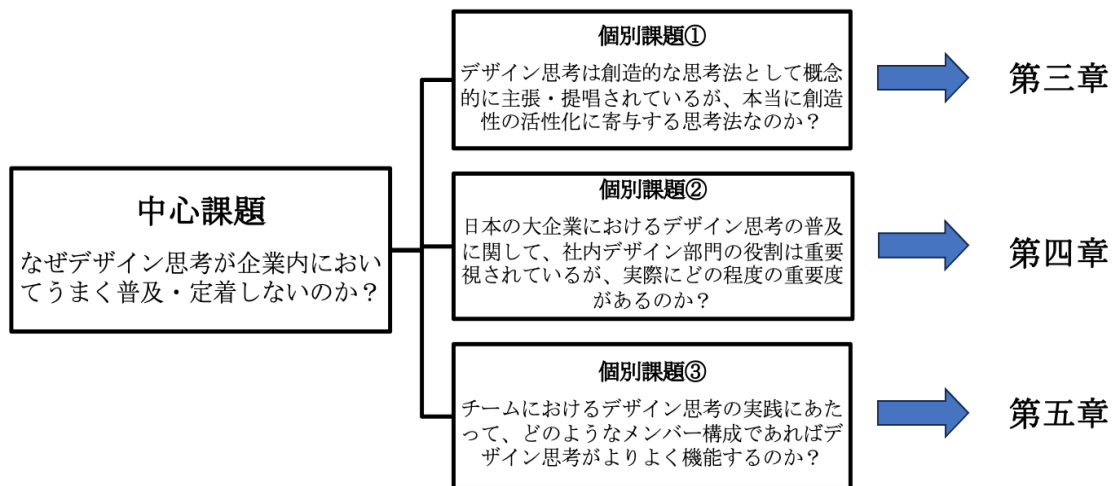 中心課題
なぜデザイン思考が企業内において
てうまく普及・定着しないのか？
個別課題①
デザイン思考は創造的な思考法として概念
的に主張・提唱されているが、本当に創造
性の活性化に寄与する思考法なのか？
第三章
個別課題②
日本の大企業におけるデザイン思考の普及
に関して、社内デザイン部門の役割は重要
視されているが、実際にどの程度の重要度
があるのか？
第四章
個別課題③
チームにおけるデザイン思考の実践にあた
って、どのようなメンバー構成であればデ
ザイン思考がよりよく機能するのか？
第五章